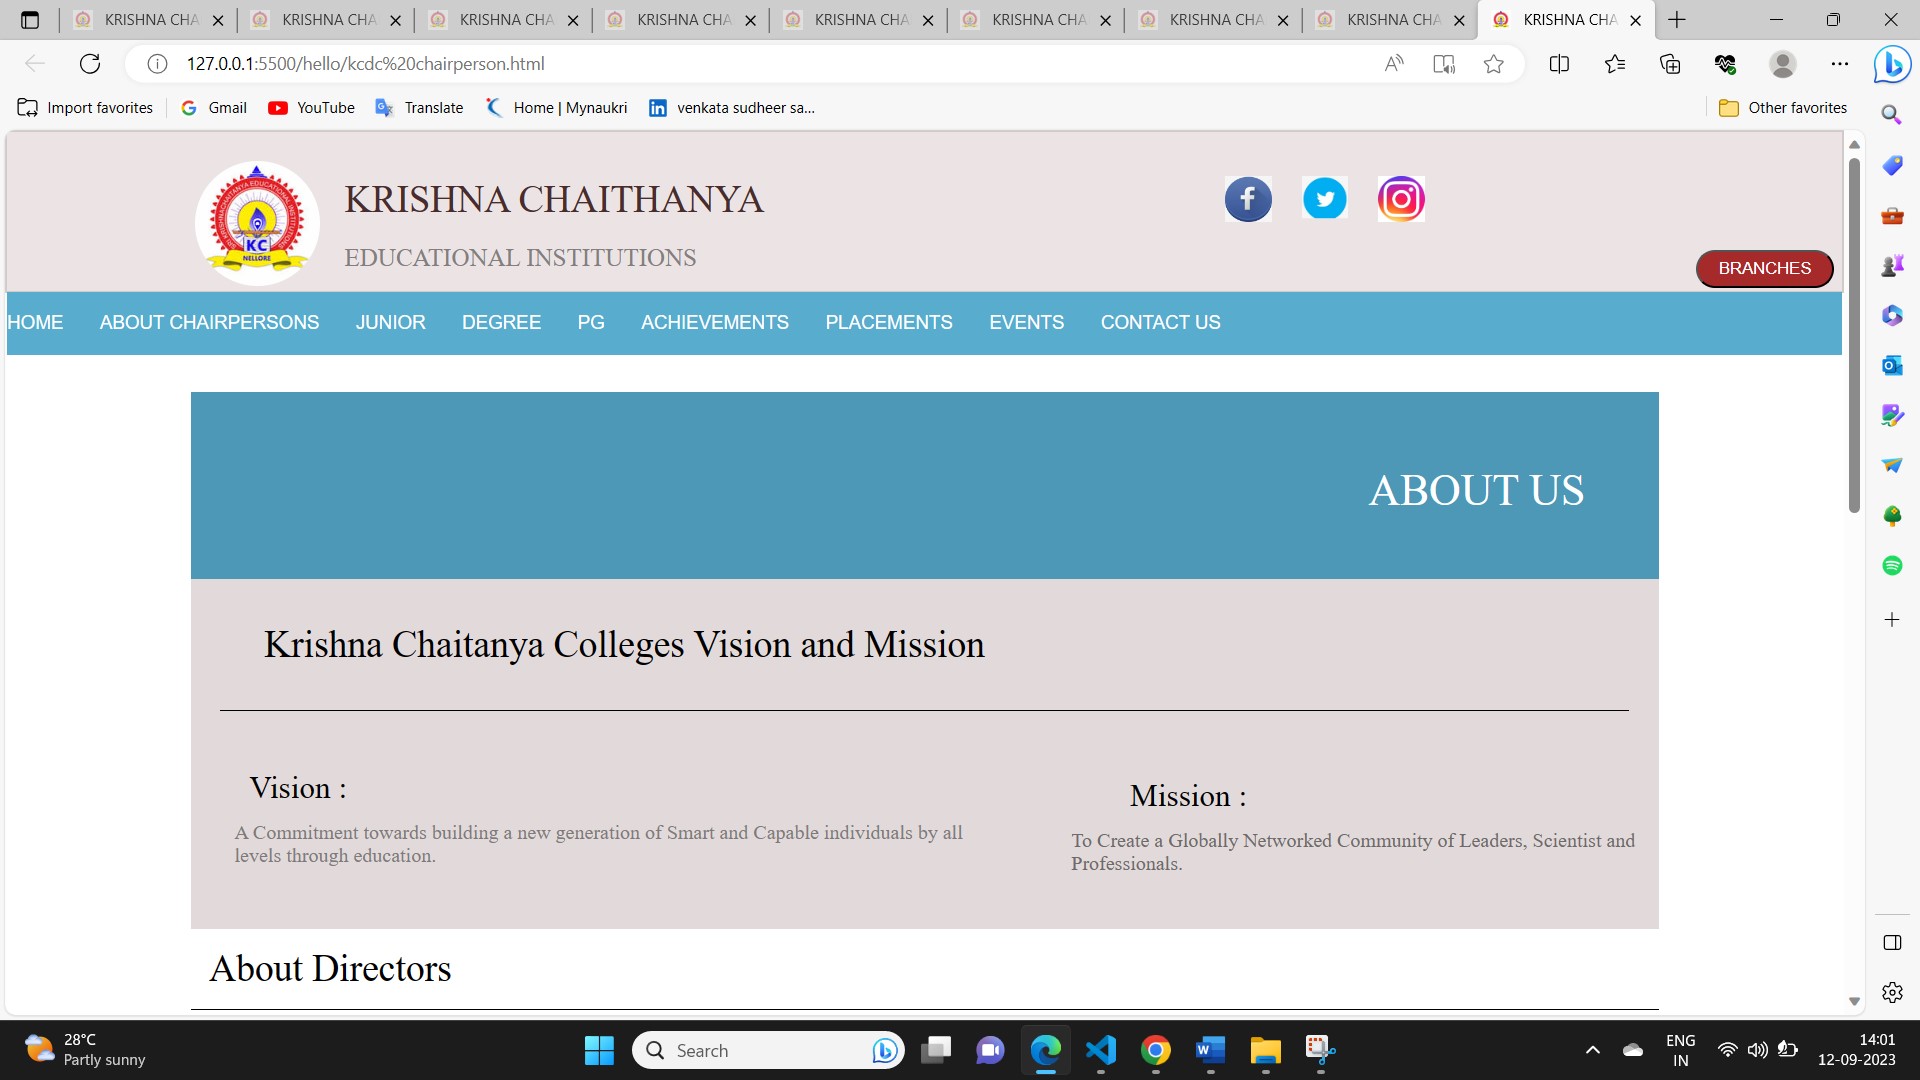 KRISHNA CHA
KRISHNA CHA
KRISHNA CHA
KRISHNA CHA
KRISHNA CHA
KRISHNA CHA
KRISHNA CHA
KRISHNA CHA
KRISHNA CHA
127.0.0.1:5500/hello/kcdc%20chairperson.html
Import favorites Gmail YouTube Translate Home | Mynaukri venkata sudheer sa... Other favorites
SRI KRISHNACHAITANYA EDUCATIONAL INSTITUTIONS
KC
NELLORE
KRISHNA CHAITHANYA
EDUCATIONAL INSTITUTIONS
BRANCHES
HOME ABOUT CHAIRPERSONS JUNIOR DEGREE PG ACHIEVEMENTS PLACEMENTS EVENTS CONTACT US
ABOUT US
Krishna Chaitanya Colleges Vision and Mission
Vision :
A Commitment towards building a new generation of Smart and Capable individuals by all
levels through education.
Mission :
To Create a Globally Networked Community of Leaders, Scientist and
Professionals.
About Directors
28°C
Partly sunny
Search
ENG
IN
14:01
12-09-2023